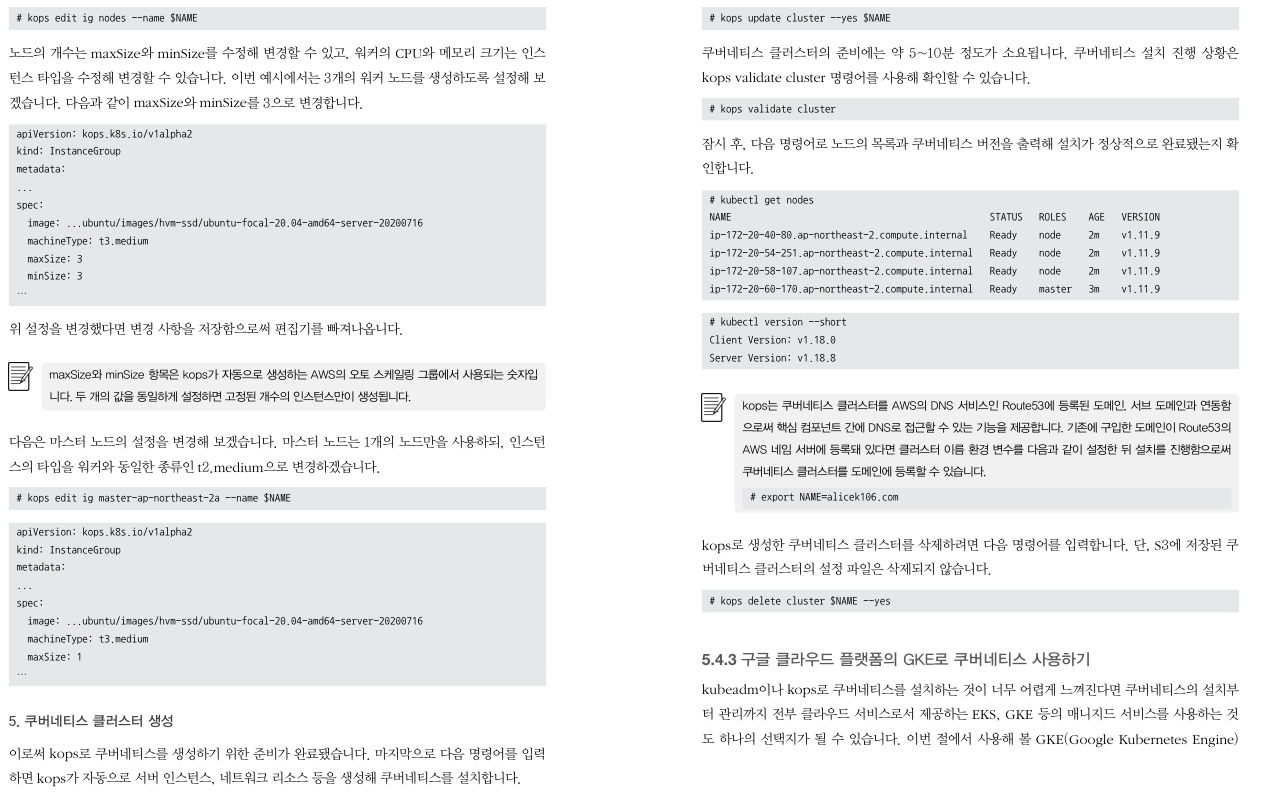 # kops edit ig nodes --name $NAME
노드의 개수는 maxSize와 minSize를 수정해 변경할 수 있고, 워커의 CPU와 메모리 크기는 인스
턴스 타입을 수정해 변경할 수 있습니다. 이번 예시에서는 3개의 워커 노드를 생성하도록 설정해 보
겠습니다. 다음과 같이 maxSize와 minSize를 3으로 변경합니다.
apiVersion: kops.k8s.io/v1alpha2
kind: InstanceGroup
metadata:
...
spec:
  image: ...ubuntu/images/hvm-ssd/ubuntu-focal-20.04-amd64-server-20200716
  machineType: t3.medium
  maxSize: 3
  minSize: 3
...
위 설정을 변경했다면 변경 사항을 저장함으로써 편집기를 빠져나옵니다.
maxSize와 minSize 항목은 kops가 자동으로 생성하는 AWS의 오토 스케일링 그룹에서 사용되는 숫자입
니다. 두 개의 값을 동일하게 설정하면 고정된 개수의 인스턴스만이 생성됩니다.
다음은 마스터 노드의 설정을 변경해 보겠습니다. 마스터 노드는 1개의 노드만을 사용하되, 인스턴
스의 타입을 워커와 동일한 종류인 t2.medium으로 변경하겠습니다.
# kops edit ig master-ap-northeast-2a --name $NAME
apiVersion: kops.k8s.io/v1alpha2
kind: InstanceGroup
metadata:
...
spec:
  image: ...ubuntu/images/hvm-ssd/ubuntu-focal-20.04-amd64-server-20200716
  machineType: t3.medium
  maxSize: 1
...
5. 쿠버네티스 클러스터 생성
이로써 kops로 쿠버네티스를 생성하기 위한 준비가 완료됐습니다. 마지막으로 다음 명령어를 입력
하면 kops가 자동으로 서버 인스턴스, 네트워크 리소스 등을 생성해 쿠버네티스를 설치합니다.
# kops update cluster --yes $NAME
쿠버네티스 클러스터의 준비에는 약 5~10분 정도가 소요됩니다. 쿠버네티스 설치 진행 상황은
kops validate cluster 명령어를 사용해 확인할 수 있습니다.
# kops validate cluster
잠시 후, 다음 명령어로 노드의 목록과 쿠버네티스 버전을 출력해 설치가 정상적으로 완료됐는지 확
인합니다.
# kubectl get nodes
NAME STATUS ROLES AGE VERSION
ip-172-20-40-80.ap-northeast-2.compute.internal Ready node 2m v1.11.9
ip-172-20-54-251.ap-northeast-2.compute.internal Ready node 2m v1.11.9
ip-172-20-58-107.ap-northeast-2.compute.internal Ready node 2m v1.11.9
ip-172-20-60-170.ap-northeast-2.compute.internal Ready master 3m v1.11.9
# kubectl version --short
Client Version: v1.18.0
Server Version: v1.18.8
kops는 쿠버네티스 클러스터를 AWS의 DNS 서비스인 Route53에 등록된 도메인, 서브 도메인과 연동함
으로써 핵심 컴포넌트 간에 DNS로 접근할 수 있는 기능을 제공합니다. 기존에 구입한 도메인이 Route53의
AWS 네임 서버에 등록돼 있다면 클러스터 이름 환경 변수를 다음과 같이 설정한 뒤 설치를 진행함으로써
쿠버네티스 클러스터를 도메인에 등록할 수 있습니다.
# export NAME=alicek106.com
kops로 생성한 쿠버네티스 클러스터를 삭제하려면 다음 명령어를 입력합니다. 단, S3에 저장된 쿠
버네티스 클러스터의 설정 파일은 삭제되지 않습니다.
# kops delete cluster $NAME --yes
5.4.3 구글 클라우드 플랫폼의 GKE로 쿠버네티스 사용하기
kubeadm이나 kops로 쿠버네티스를 설치하는 것이 너무 어렵게 느껴진다면 쿠버네티스의 설치부
터 관리까지 전부 클라우드 서비스로서 제공하는 EKS, GKE 등의 매니지드 서비스를 사용하는 것
도 하나의 선택지가 될 수 있습니다. 이번 절에서 사용해 볼 GKE(Google Kubernetes Engine)